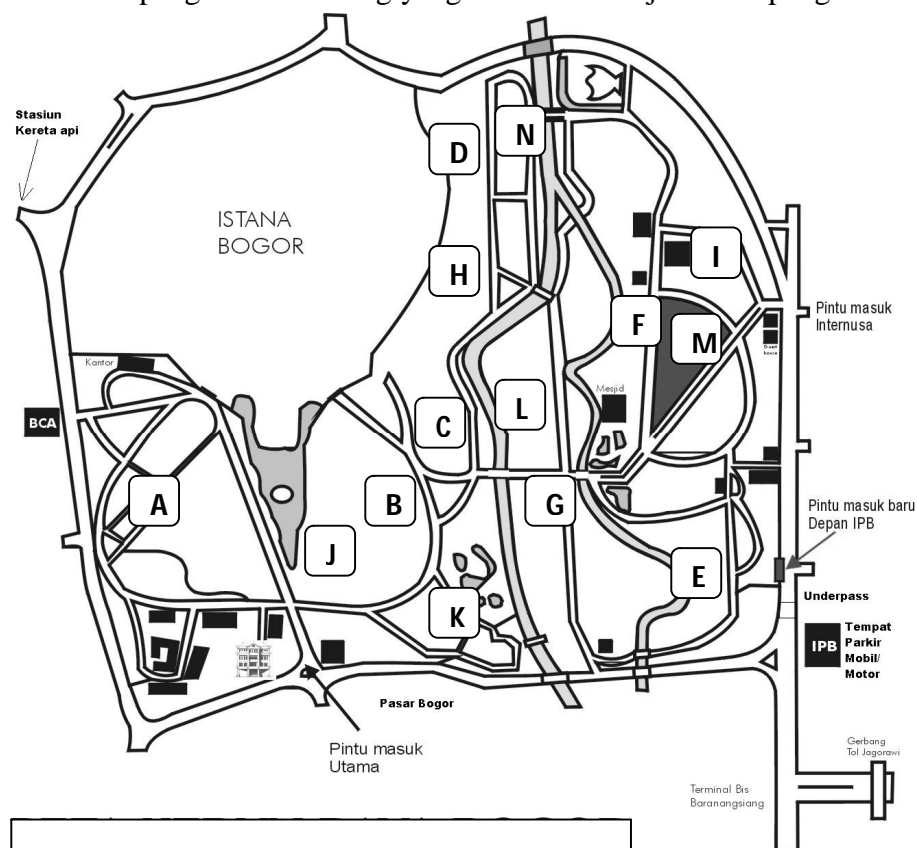 Stasiun
Kereta api
N
D
ISTANA
BOGOR
I
H
F
M
Pintu masuk
Internusa
Kantor
Mesjid
L
BCA
C
A
B
G
Pintu masuk baru
Depan IPB
J
E
Underpass
K
IPB
Tempat
Parkir
Mobil/
Motor
Pasar Bogor
Pintu masuk
Utama
Gerbang
Tol Jagorawi
Terminal Bis
Baranangsiang